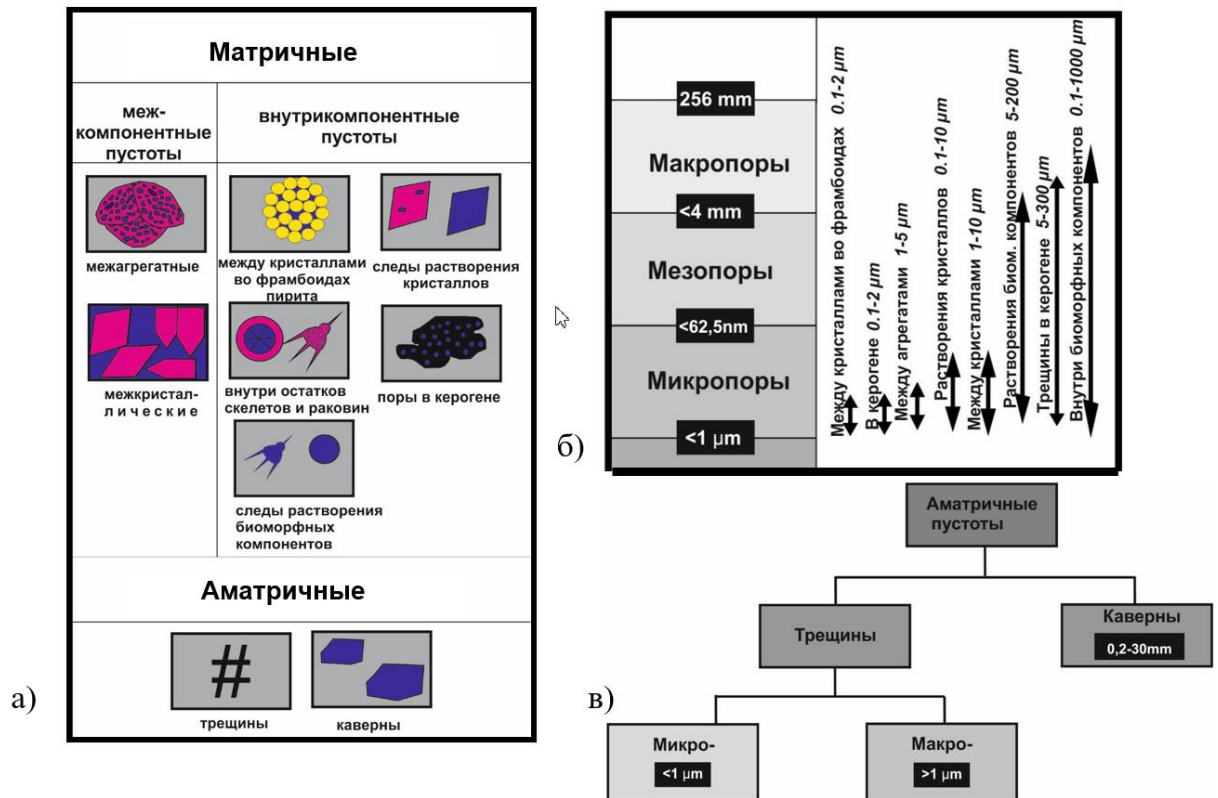 Матричные
меж-
компонентные
пустоты
внутрикомпонентные
пустоты
межагрегатные
между кристаллами
во фрамбоидах
пирита
следы растворения
кристаллов
межкристал-
лические
внутри остатков
скелетов и раковин
поры в керогене
следы растворения
биоморфных
компонентов
Аматричные
#
трещины
каверны
а)
256 mm
Макропоры
<4 mm
Мезопоры
<62,5nm
Микропоры
<1 µm
Между кристаллами во фрамбоидах 0.1-2 µm
В керогене 0.1-2 µm
Между агрегатами 1-5 µm
Растворения кристаллов 0.1-10 µm
Между кристаллами 1-10 µm
Растворения биом. компонентов 5-200 µm
Трещины в керогене 5-300 µm
Внутри биоморфных компонентов 0.1-1000 µm
б)
Аматричные
пустоты
Трещины
Каверны
0,2-30mm
Микро-
<1 µm
Макро-
>1 µm
в)